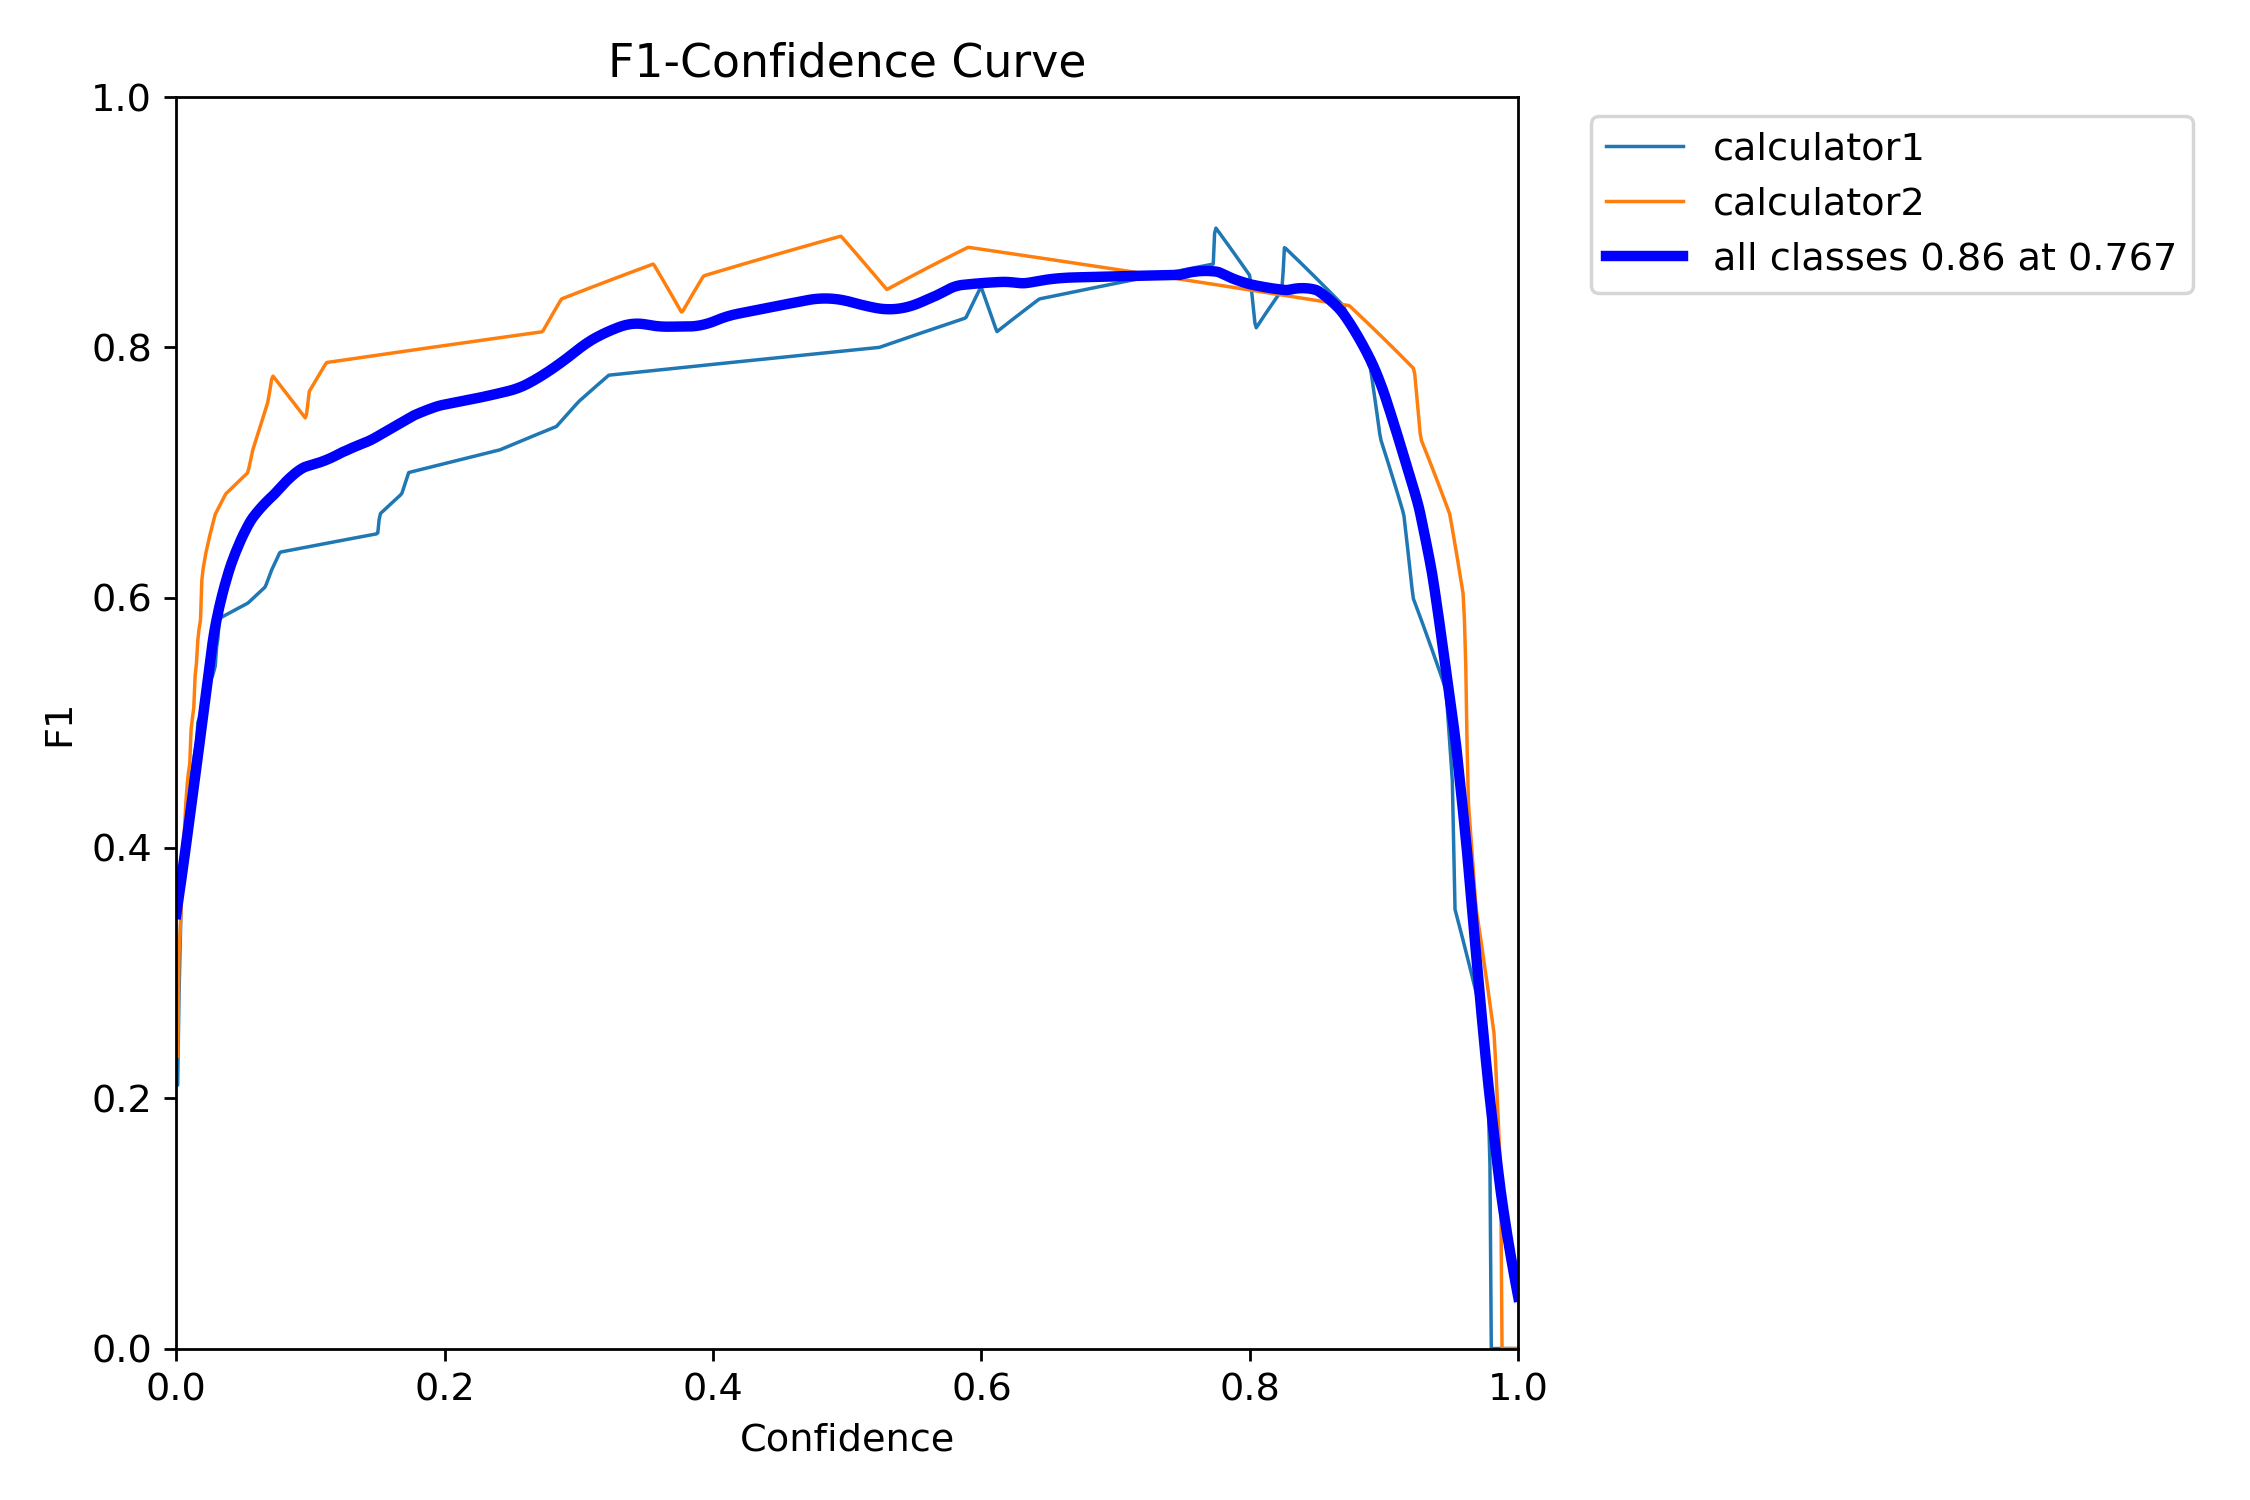 F1-Confidence Curve
1.0
0.8
0.6
0.4
0.2
0.0
F1
0.0 0.2 0.4 0.6 0.8 1.0
Confidence
calculator1
calculator2
all classes 0.86 at 0.767